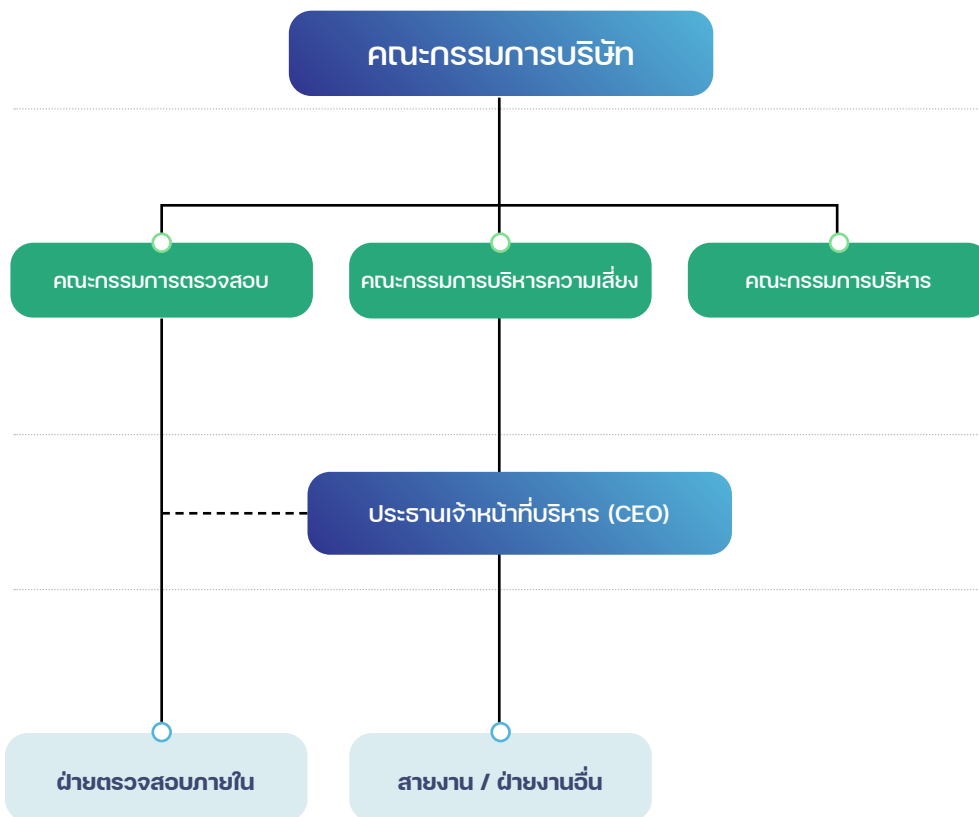 คณะกรรมการบริษัท
คณะกรรมการตรวจสอบ
คณะกรรมการบริหารความเสี่ยง
คณะกรรมการบริหาร
ประธานเจ้าหน้าที่บริหาร (CEO)
ฝ่ายตรวจสอบภายใน
สายงาน / ฝ่ายงานอื่น